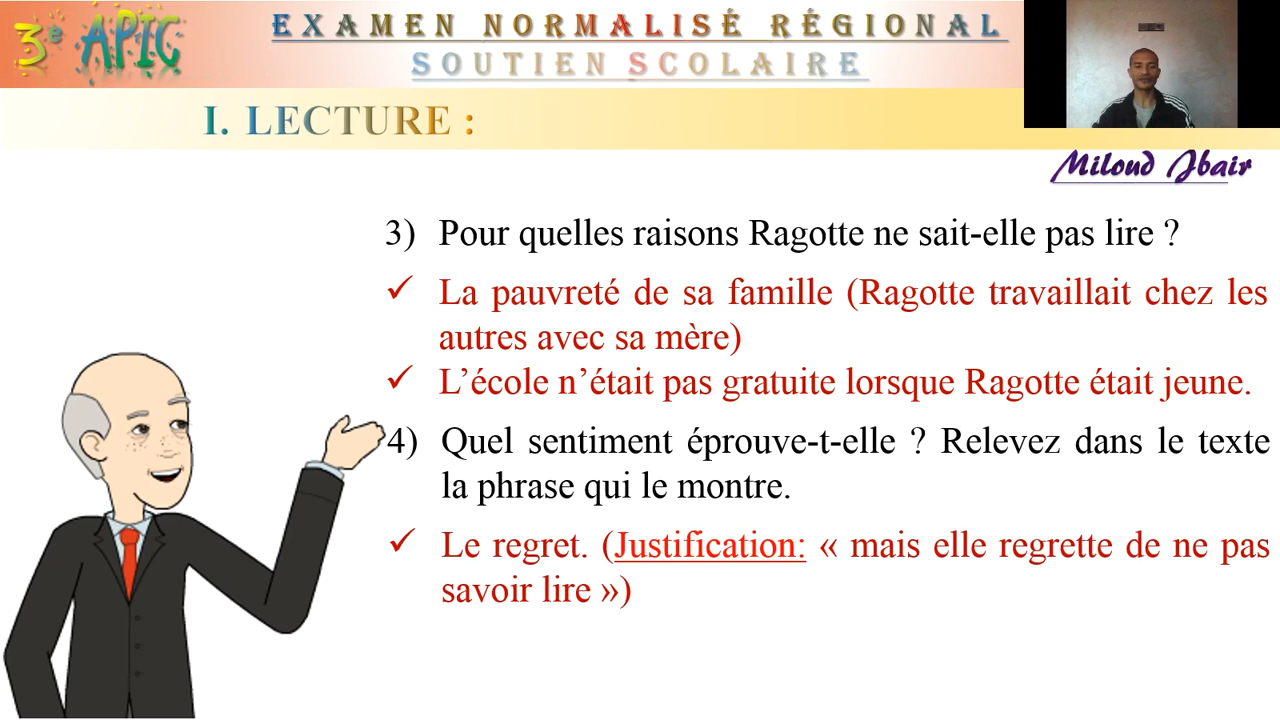 3e APIC
EXAMEN NORMALISÉ RÉGIONAL
SOUTIEN SCOLAIRE
I. LECTURE :
Miloud Jbair
3) Pour quelles raisons Ragotte ne sait-elle pas lire ?
✓ La pauvreté de sa famille (Ragotte travaillait chez les
autres avec sa mère)
✓ L’école n’était pas gratuite lorsque Ragotte était jeune.
4) Quel sentiment éprouve-t-elle ? Relevez dans le texte
la phrase qui le montre.
✓ Le regret. (Justification: « mais elle regrette de ne pas
savoir lire »)